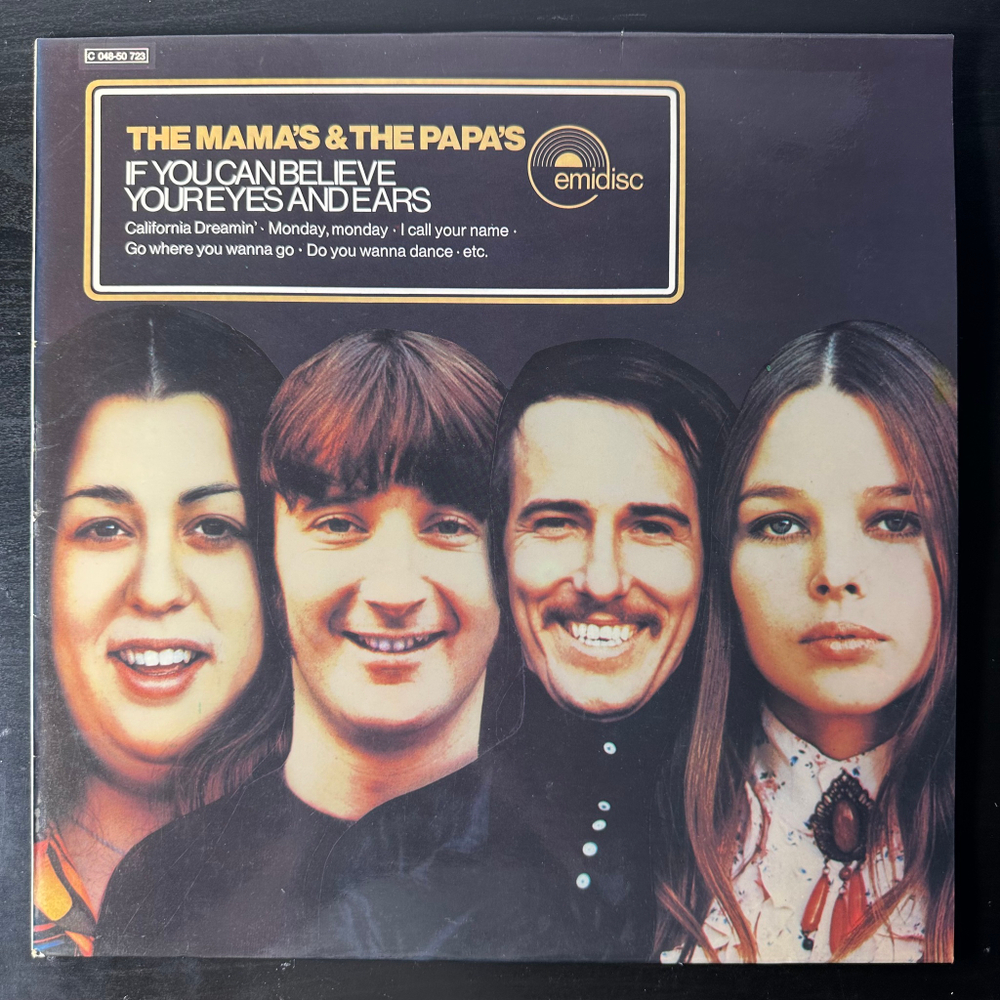 C 048-50 723
THE MAMA'S & THE PAPA'S
IF YOU CAN BELIEVE
YOUR EYES AND EARS
emidisc
California Dreamin' · Monday, monday · I call your name ·
Go where you wanna go · Do you wanna dance · etc.